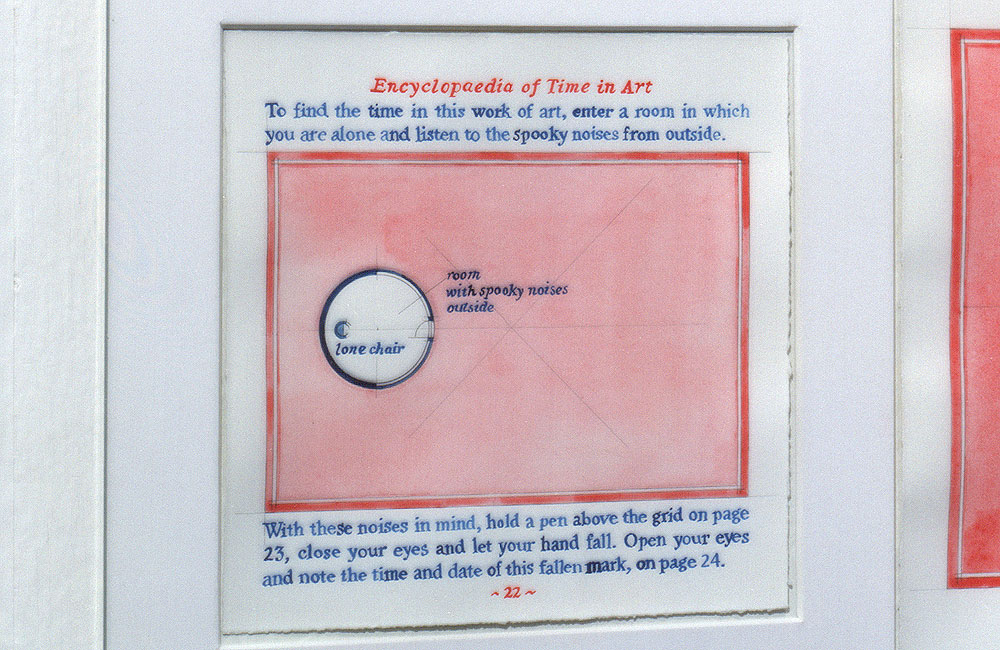 Encyclopaedia of Time in Art
To find the time in this work of art, enter a room in which
you are alone and listen to the spooky noises from outside.
room
with spooky noises
outside
lone chair
With these noises in mind, hold a pen above the grid on page
23, close your eyes and let your hand fall. Open your eyes
and note the time and date of this fallen mark, on page 24.
~ 22 ~